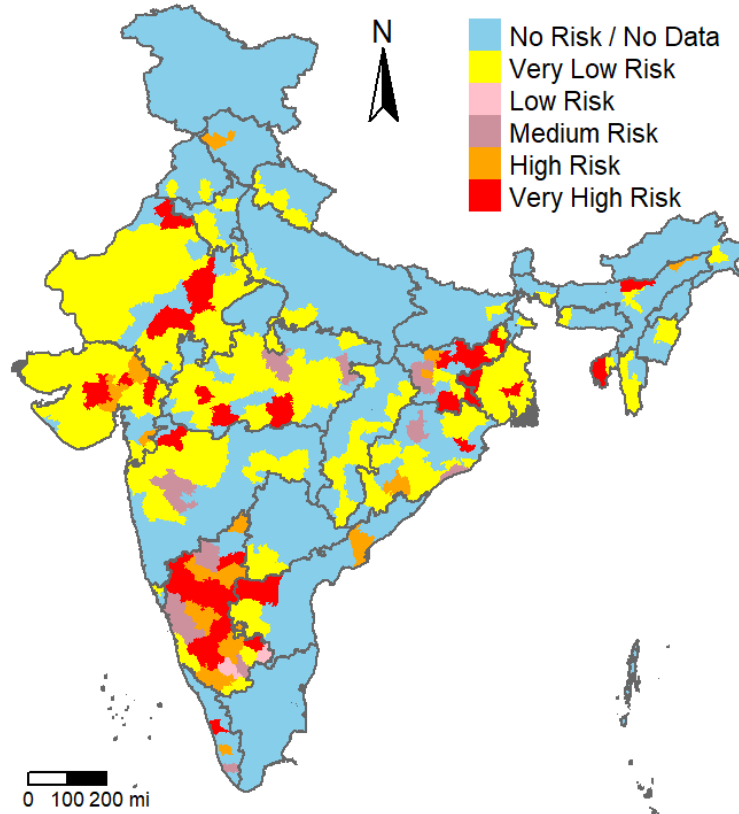 N
No Risk / No Data
Very Low Risk
Low Risk
Medium Risk
High Risk
Very High Risk
0 100 200 mi